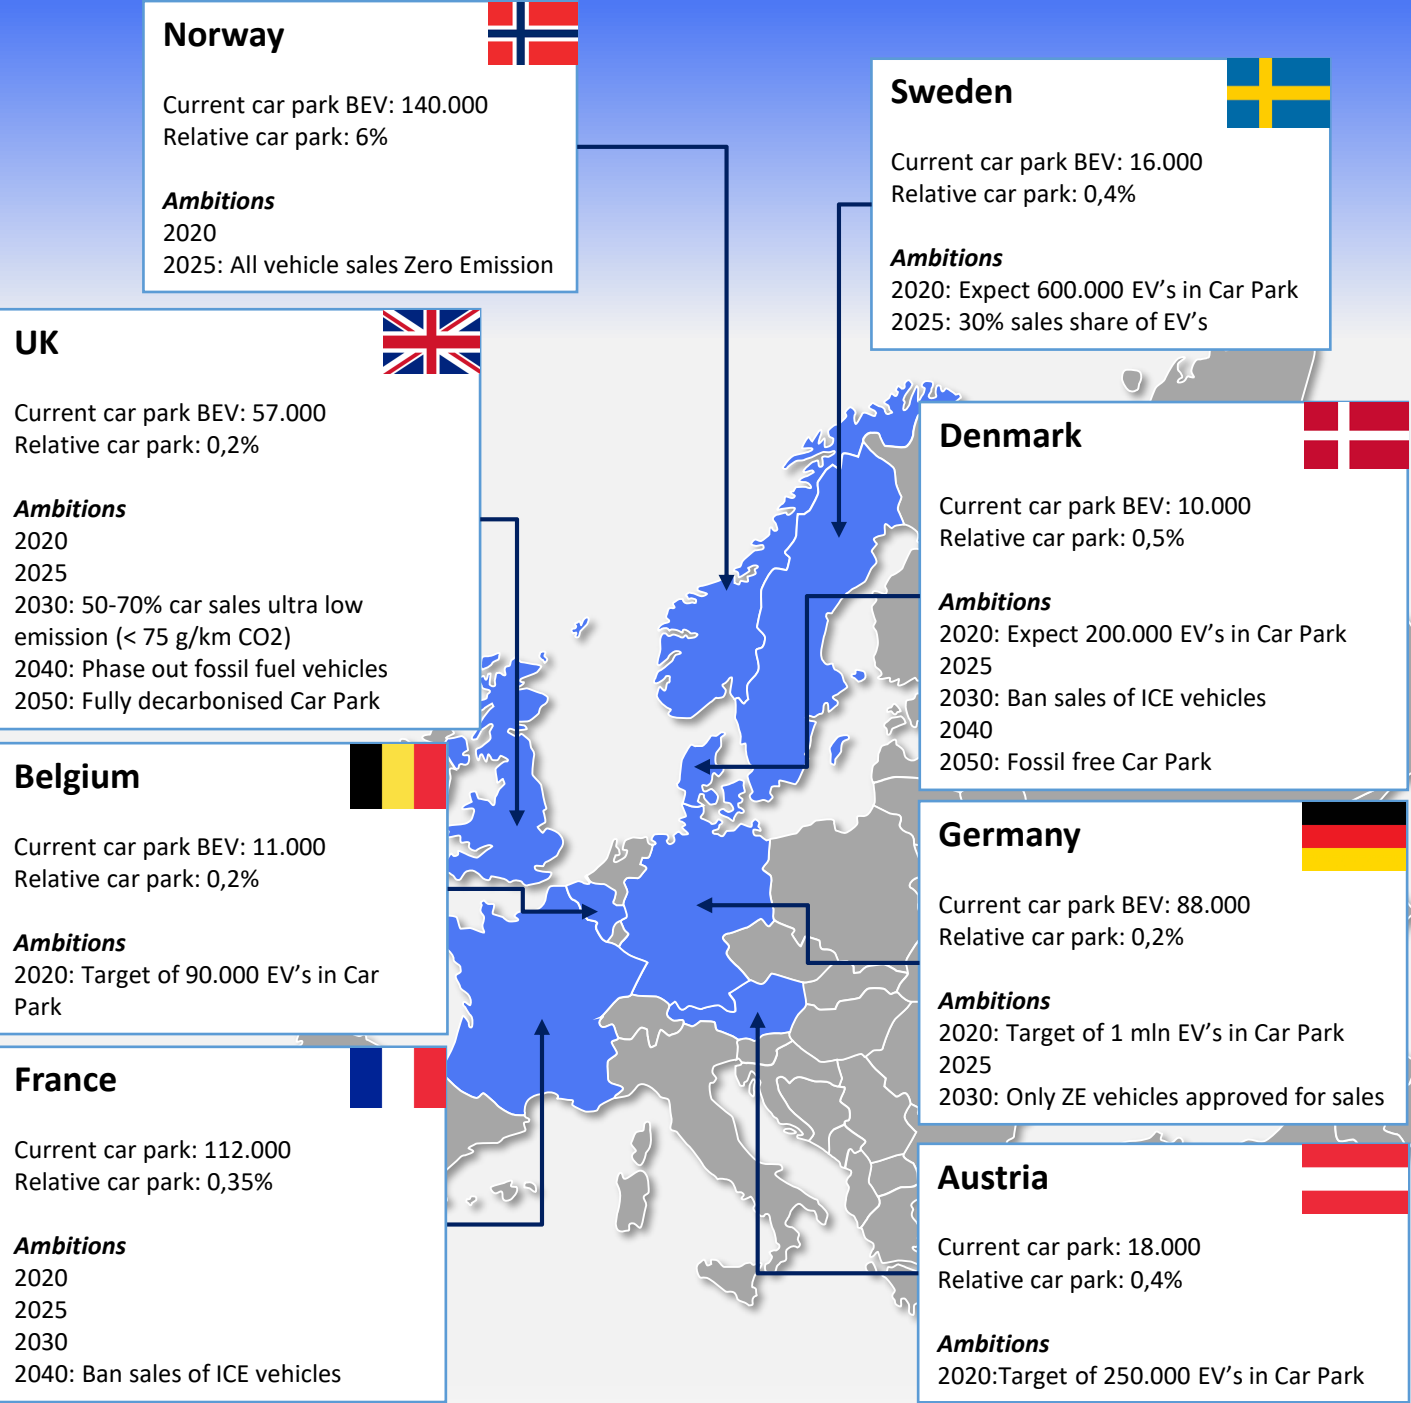 Norway
Current car park BEV: 140.000
Relative car park: 6%
Ambitions
2020
2025: All vehicle sales Zero Emission
Sweden
Current car park BEV: 16.000
Relative car park: 0,4%
Ambitions
2020: Expect 600.000 EV’s in Car Park
2025: 30% sales share of EV’s
UK
Current car park BEV: 57.000
Relative car park: 0,2%
Ambitions
2020
2025
2030: 50-70% car sales ultra low
emission (< 75 g/km CO2)
2040: Phase out fossil fuel vehicles
2050: Fully decarbonised Car Park
Denmark
Current car park BEV: 10.000
Relative car park: 0,5%
Ambitions
2020: Expect 200.000 EV’s in Car Park
2025
2030: Ban sales of ICE vehicles
2040
2050: Fossil free Car Park
Belgium
Current car park BEV: 11.000
Relative car park: 0,2%
Ambitions
2020: Target of 90.000 EV’s in Car
Park
Germany
Current car park BEV: 88.000
Relative car park: 0,2%
Ambitions
2020: Target of 1 mln EV’s in Car Park
2025
2030: Only ZE vehicles approved for sales
France
Current car park: 112.000
Relative car park: 0,35%
Ambitions
2020
2025
2030
2040: Ban sales of ICE vehicles
Austria
Current car park: 18.000
Relative car park: 0,4%
Ambitions
2020:Target of 250.000 EV’s in Car Park